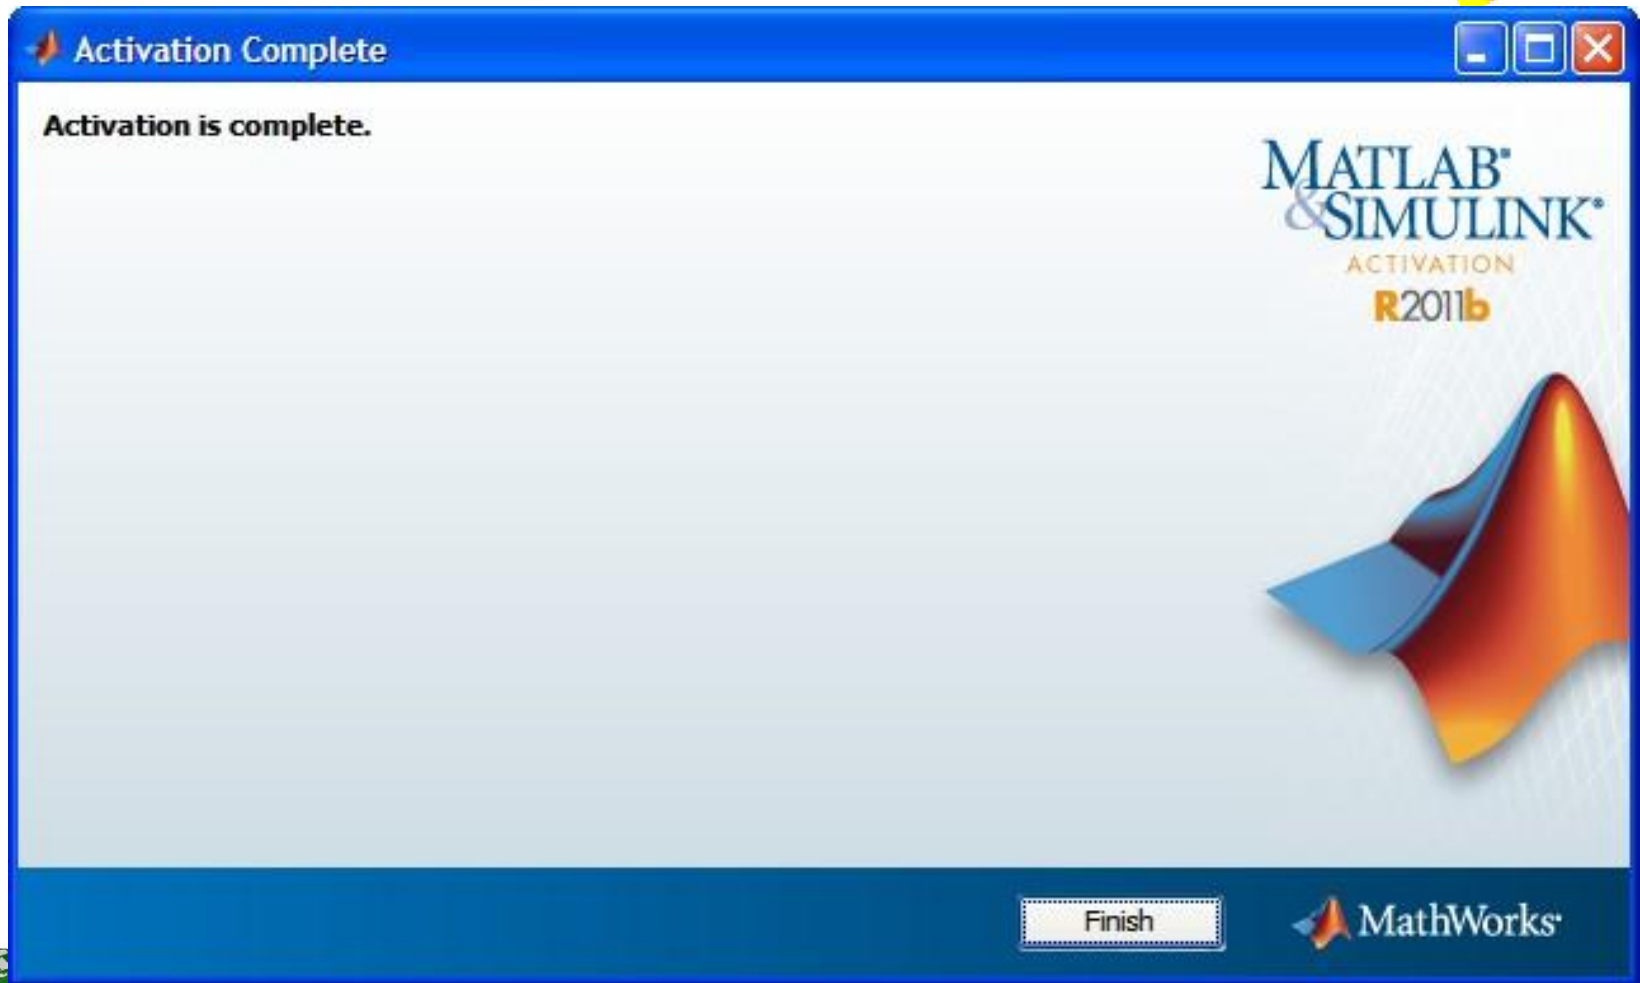 Activation Complete
Activation is complete.
MATLAB®
&SIMULINK®
ACTIVATION
R2011b
Finish
MathWorks®